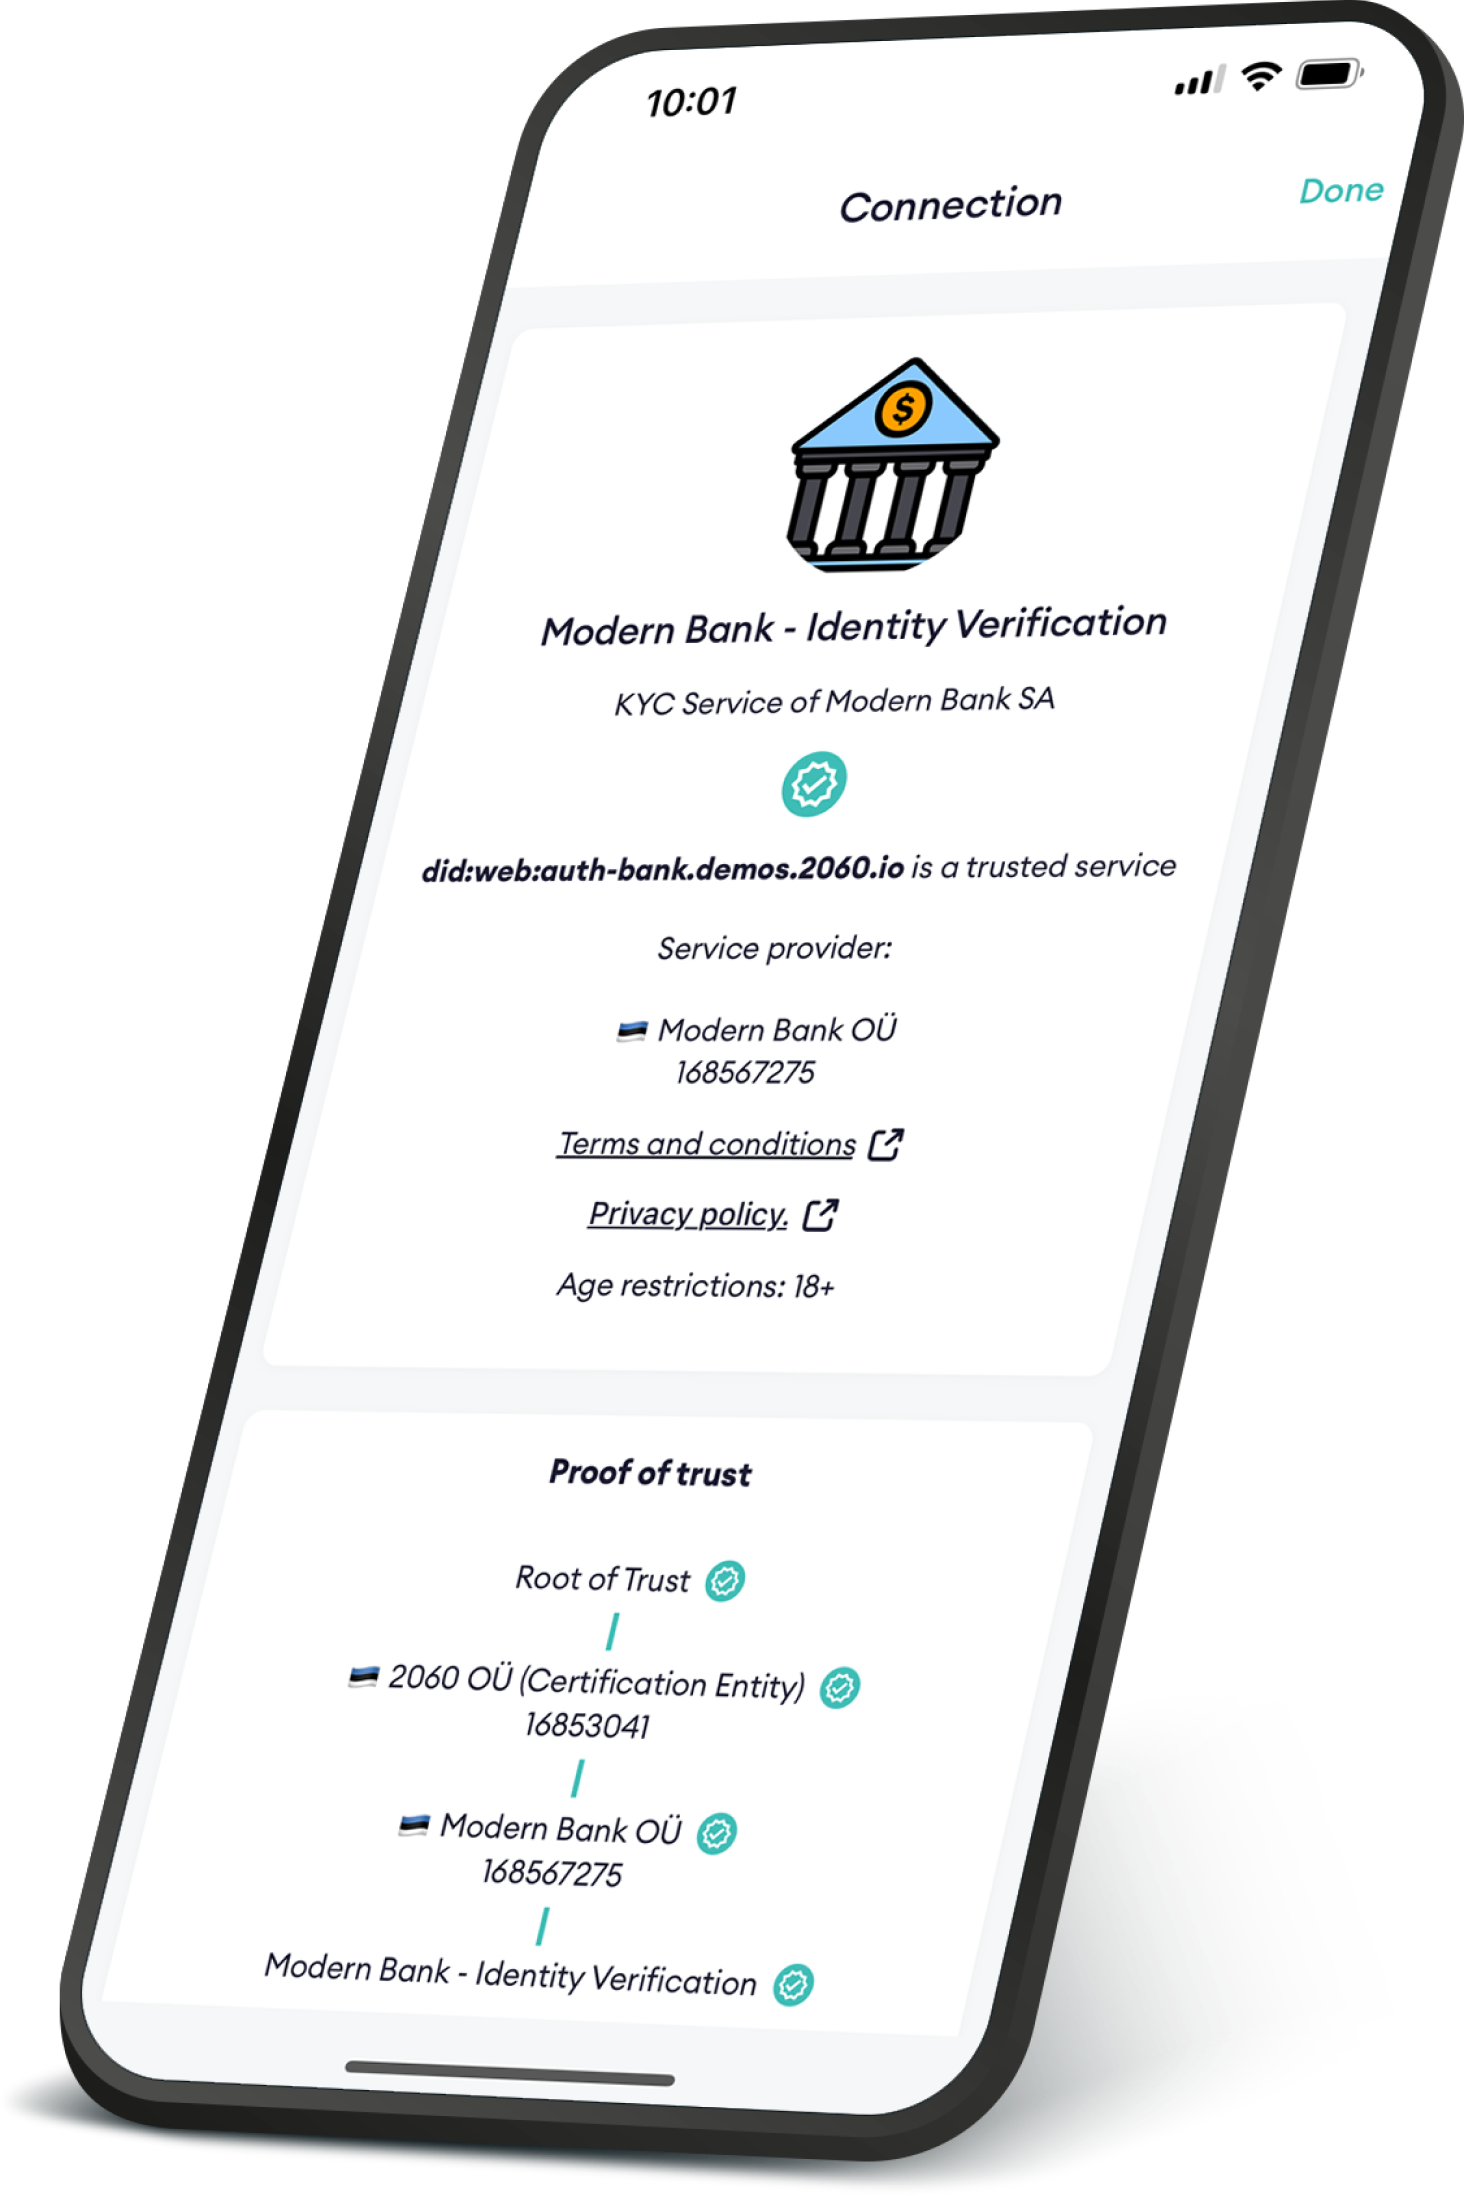 10:01
Connection
Done
$
Modern Bank - Identity Verification
KYC Service of Modern Bank SA
did:web:auth-bank.demos.2060.io is a trusted service
Service provider:
🇪🇪 Modern Bank OÜ
168567275
Terms and conditions
Privacy policy.
Age restrictions: 18+
Proof of trust
Root of Trust
🇪🇪 2060 OÜ (Certification Entity)
16853041
🇪🇪 Modern Bank OÜ
168567275
Modern Bank - Identity Verification